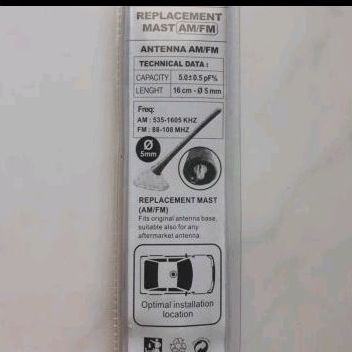 REPLACEMENT
MAST AM/FM
ANTENNA AM/FM
TECHNICAL DATA :
CAPACITY 5.0±0.5 pF%
LENGHT 16 cm - Ø 5 mm
Freq:
AM : 535-1605 KHZ
FM : 88-108 MHZ
Ø
5mm
REPLACEMENT MAST
(AM/FM)
Fits original antenna base,
suitable also for any
aftermarket antenna
Optimal installation
location